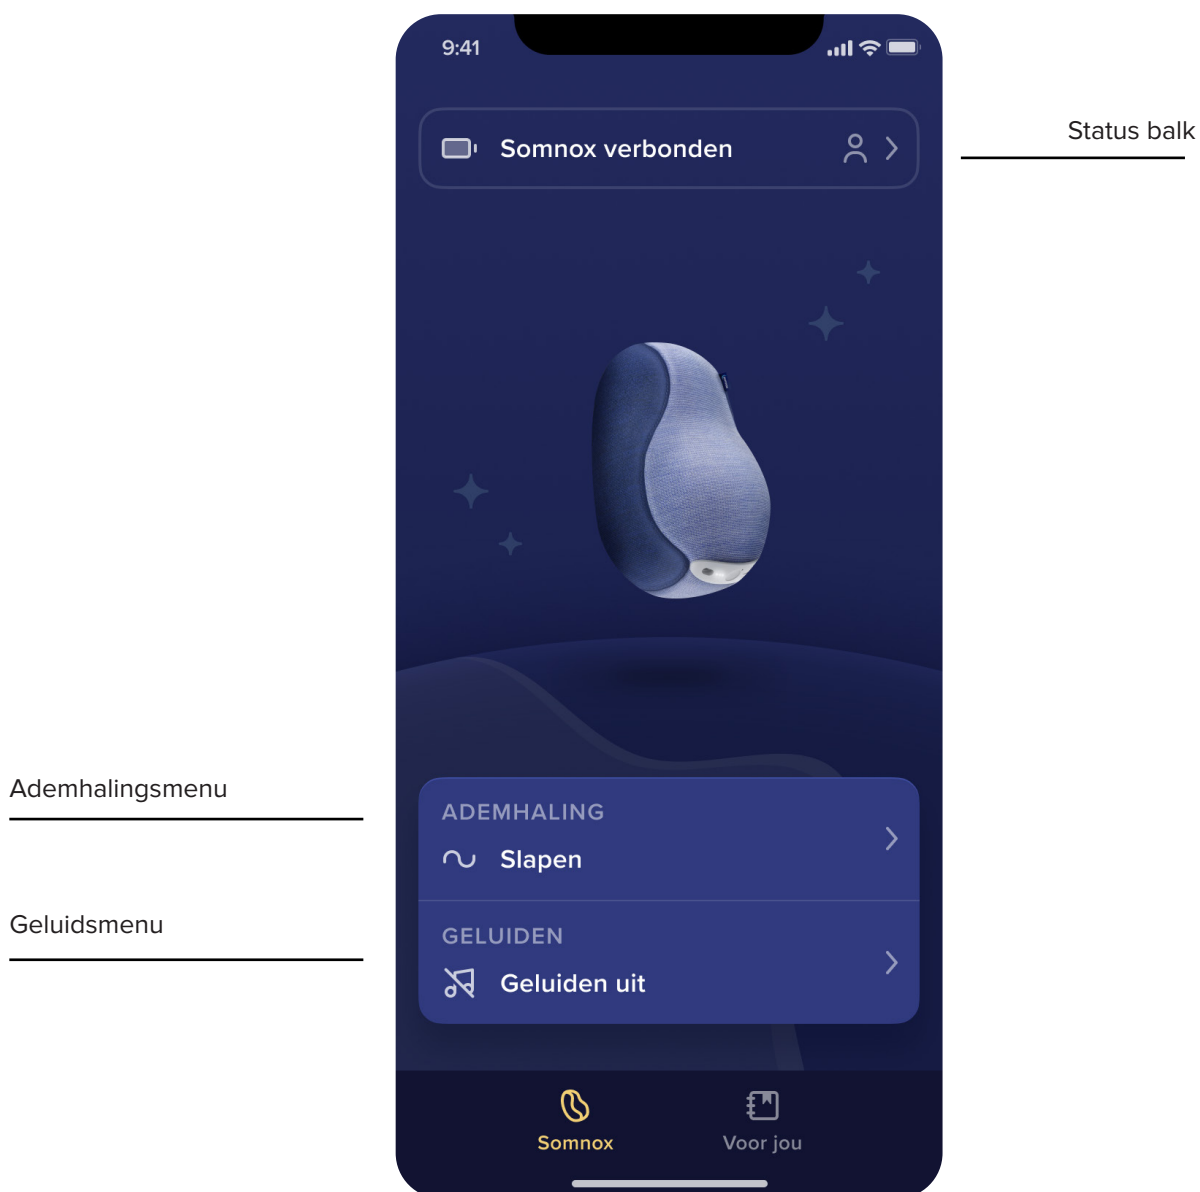 9:41
Status balk
Somnox verbonden
Ademhalingsmenu
ADEMHALING
Slapen
Geluidsmenu
GELUIDEN
Geluiden uit
Somnox
Voor jou